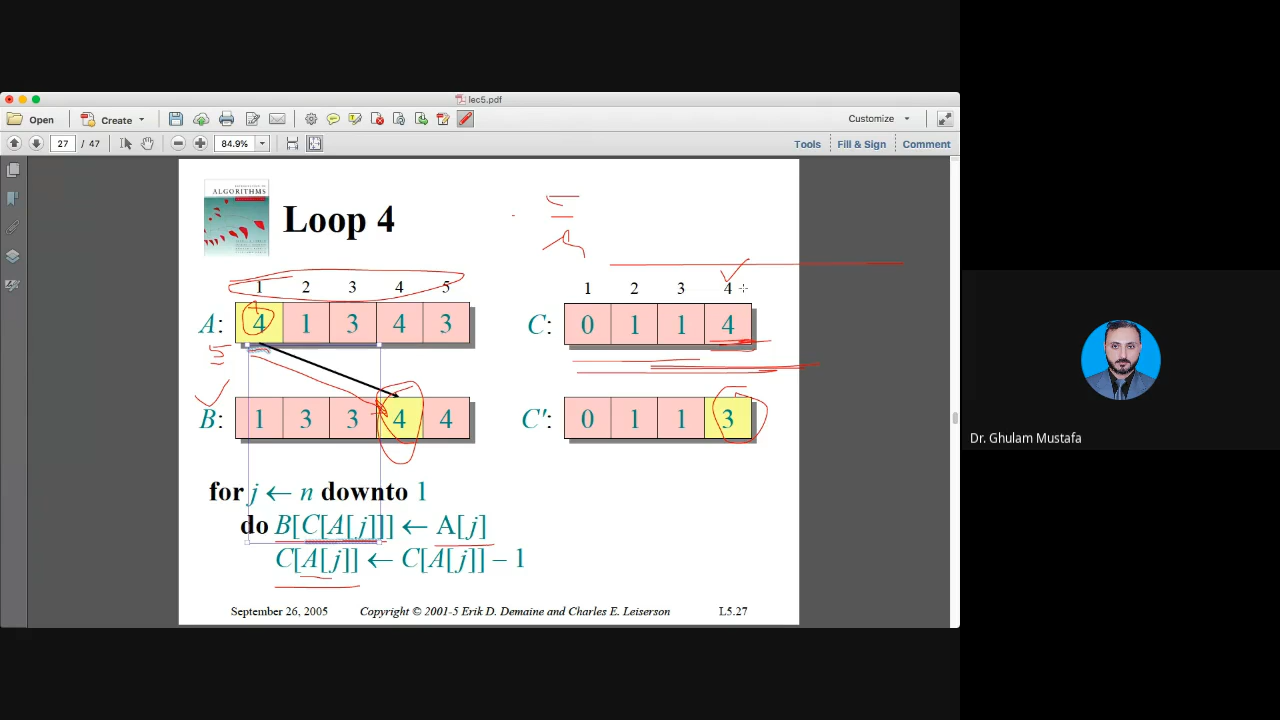 lec5.pdf
Open Create Customize
27 / 47 84.9% Tools Fill & Sign Comment
ALGORITHMS
Loop 4
1 2 3 4 5
A: 4 1 3 4 3
5
B: 1 3 3 4 4
1 2 3 4
C: 0 1 1 4
C': 0 1 1 3
for j ← n downto 1
do B[C[A[j]]] ← A[j]
C[A[j]] ← C[A[j]] – 1
September 26, 2005 Copyright © 2001-5 Erik D. Demaine and Charles E. Leiserson L5.27
Dr. Ghulam Mustafa